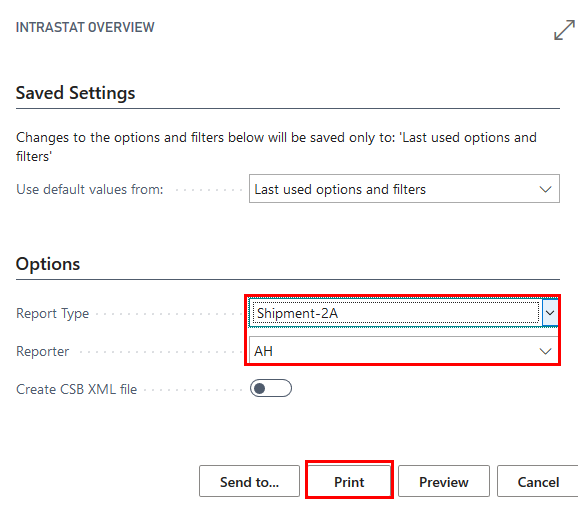 INTRASTAT OVERVIEW
Saved Settings
Changes to the options and filters below will be saved only to: 'Last used options and
filters'
Use default values from: Last used options and filters
Options
Report Type Shipment-2A
Reporter AH
Create CSB XML file
Send to... Print Preview Cancel